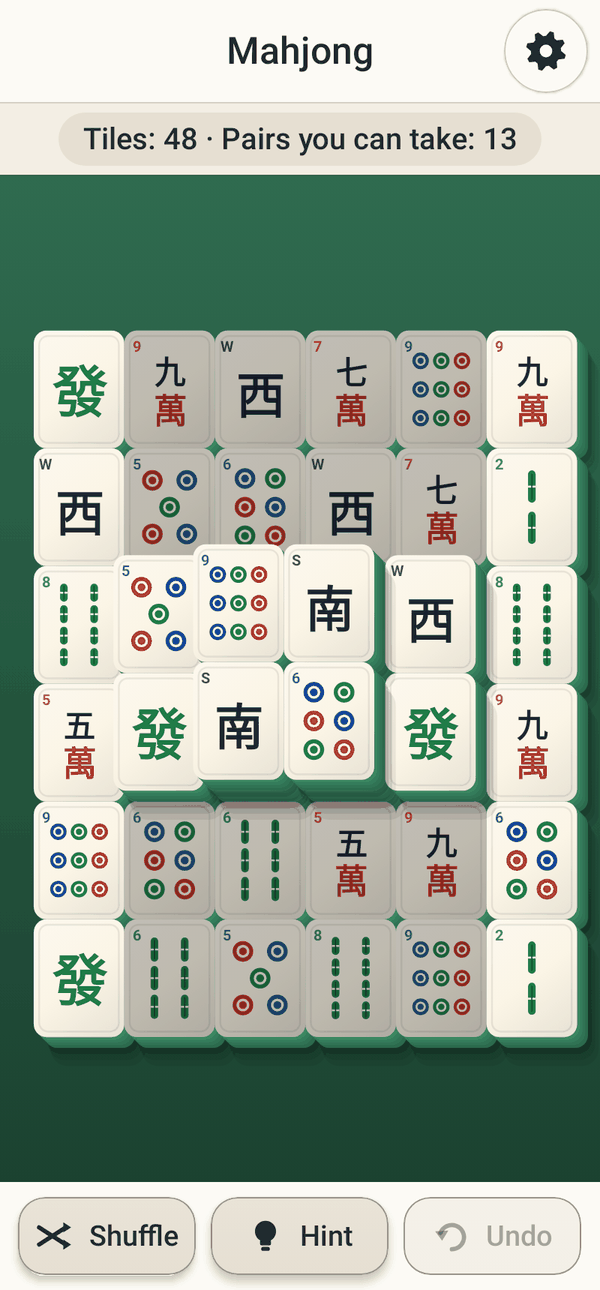 Mahjong
Tiles: 48 · Pairs you can take: 13
發 9 九萬 W 西 7 七萬 9 9 九萬
W 西 5 6 W 西 7 七萬 2
8 5 9 S 南 W 西 8
5 五萬 發 S 南 6 發 9 九萬
9 6 6 5 五萬 9 九萬 6
發 6 5 8 9 2
Shuffle Hint Undo